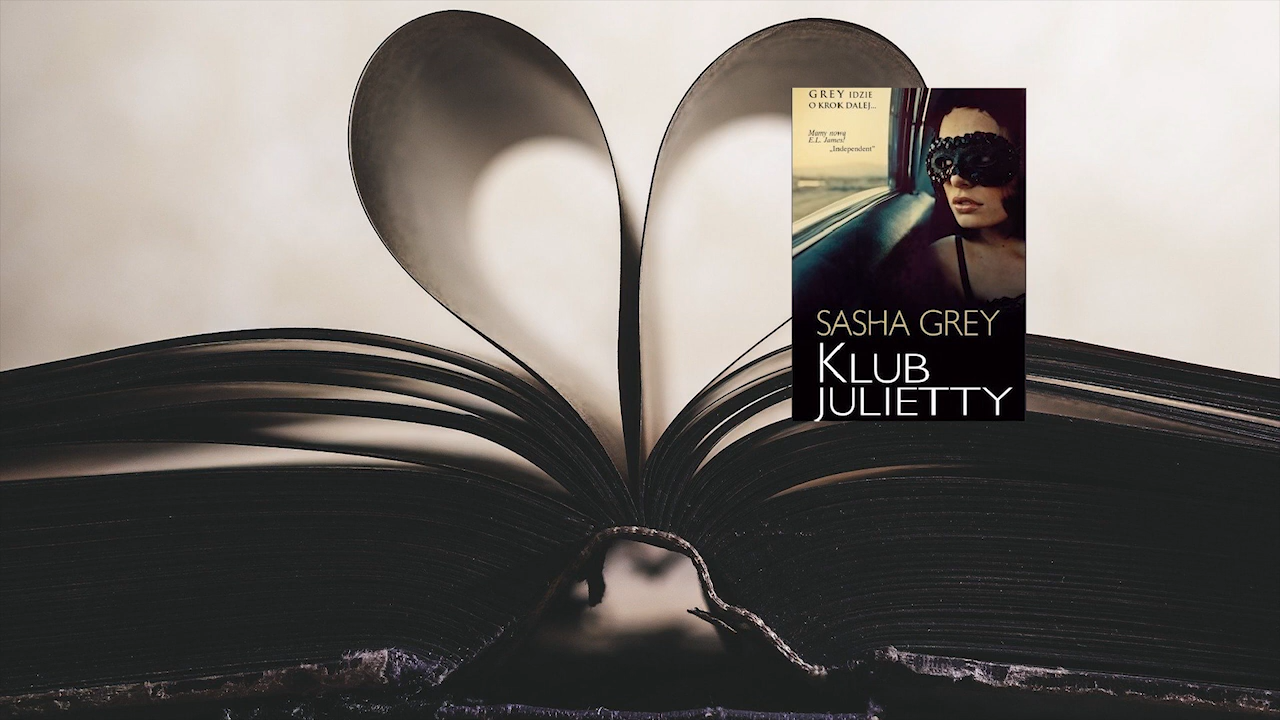 GREY IDZIE
O KROK DALEJ...
Mamy nową
E.L. James!
„Independent”
SASHA GREY
KLUB
JULIETTY